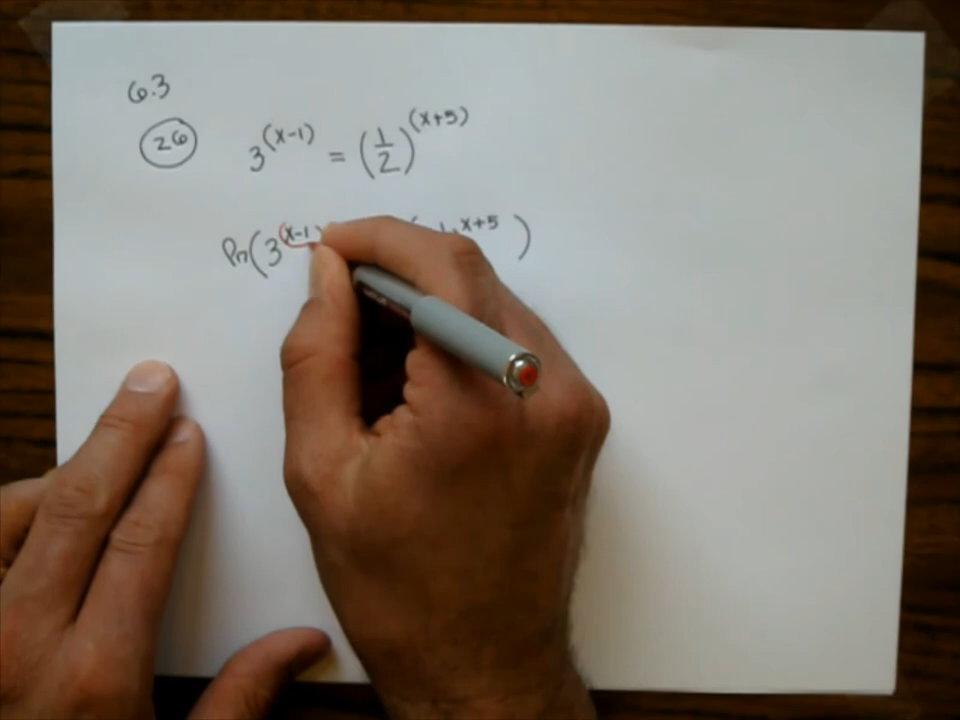 6.3
26 3^(x-1) = (1/2)^(x+5)
ln(3^(x-1) x+5 )